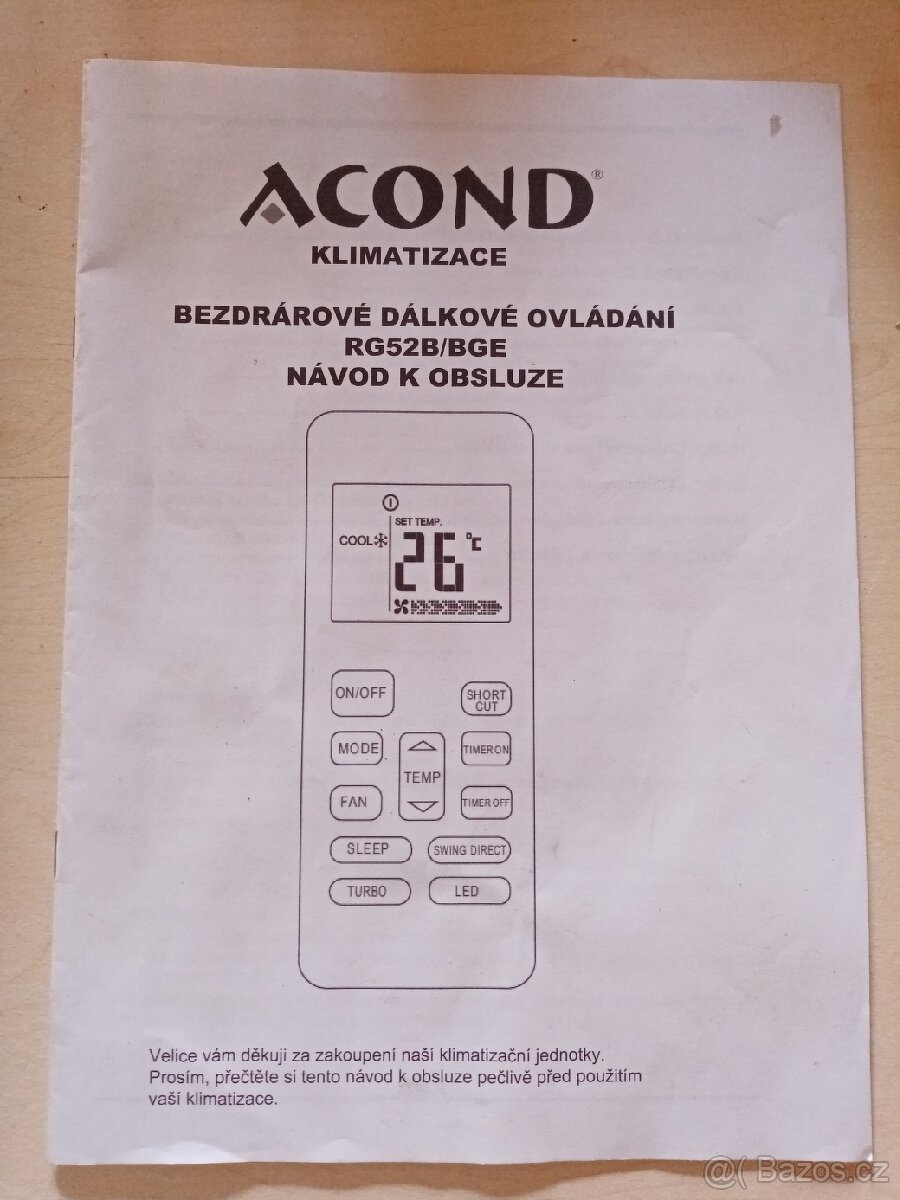 ACOND®
KLIMATIZACE
BEZDRÁROVÉ DÁLKOVÉ OVLÁDÁNÍ
RG52B/BGE
NÁVOD K OBSLUZE
SET TEMP.
COOL 26 °C
ON/OFF
SHORT CUT
MODE
TEMP
TIMER ON
FAN
TIMER OFF
SLEEP
SWING DIRECT
TURBO
LED
Velice vám děkuji za zakoupení naší klimatizační jednotky.
Prosím, přečtěte si tento návod k obsluze pečlivě před použitím
vaší klimatizace.
@( Bazos.cz